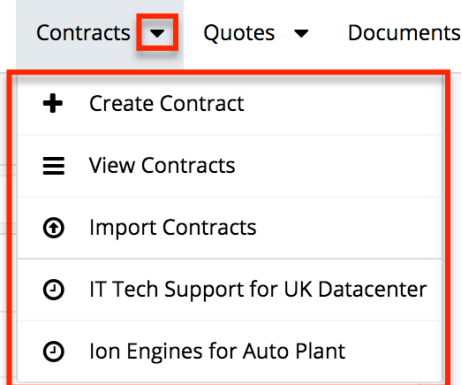 Contracts Quotes Documents
Create Contract
View Contracts
Import Contracts
IT Tech Support for UK Datacenter
Ion Engines for Auto Plant